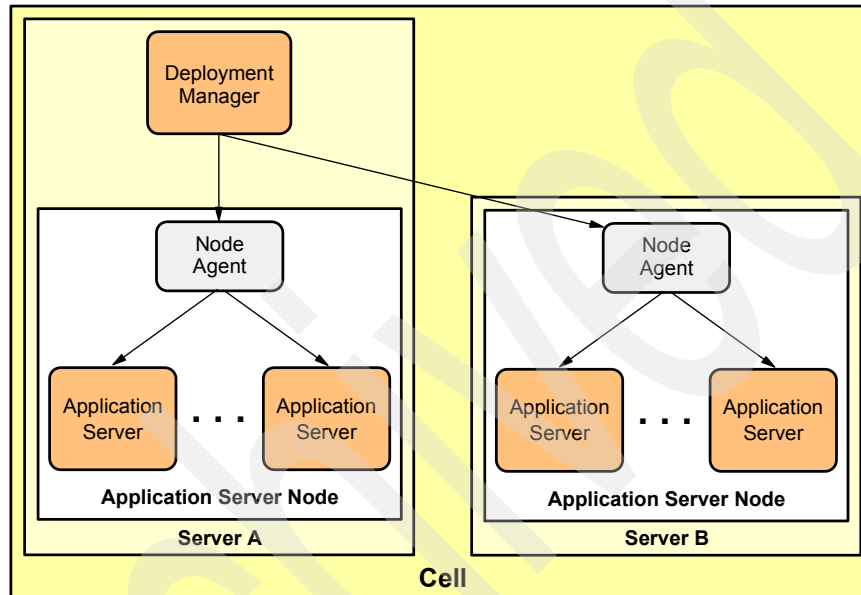 Deployment
Manager
Node
Agent
Node
Agent
Application
Server
. . .
Application
Server
Application
Server
. . .
Application
Server
Application Server Node
Application Server Node
Server A
Server B
Cell